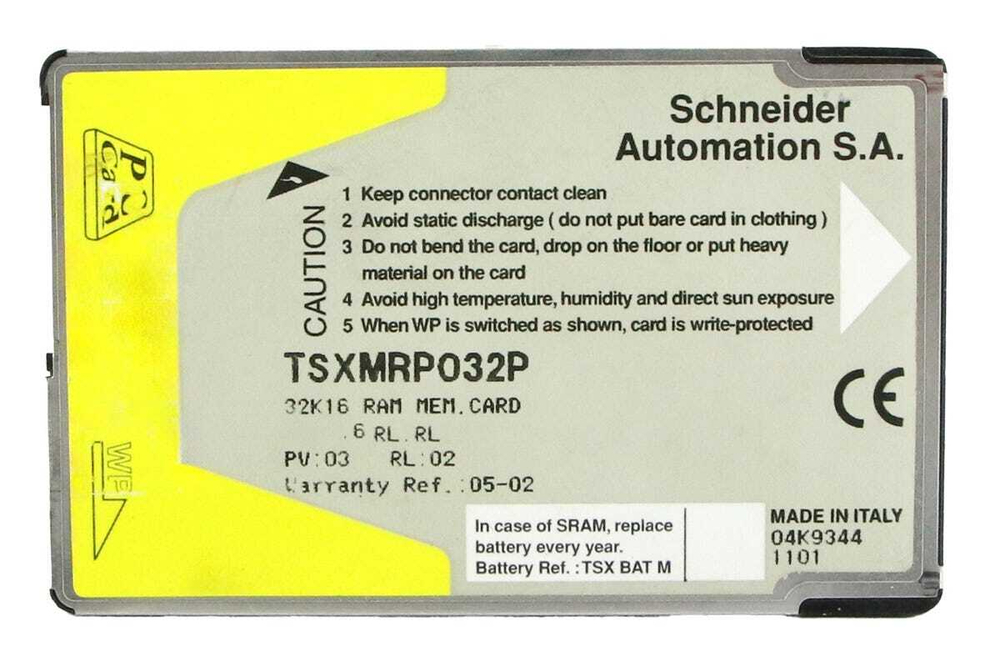 Schneider
Automation S.A.
PC
Card
CAUTION
1 Keep connector contact clean
2 Avoid static discharge ( do not put bare card in clothing )
3 Do not bend the card, drop on the floor or put heavy
material on the card
4 Avoid high temperature, humidity and direct sun exposure
5 When WP is switched as shown, card is write-protected
TSXMRP032P
32K16 RAM MEM.CARD
.6 RL.RL
PV:03 RL:02
Warranty Ref.:05-02
WP
In case of SRAM, replace
battery every year.
Battery Ref. : TSX BAT M
MADE IN ITALY
04K9344
1101
CE